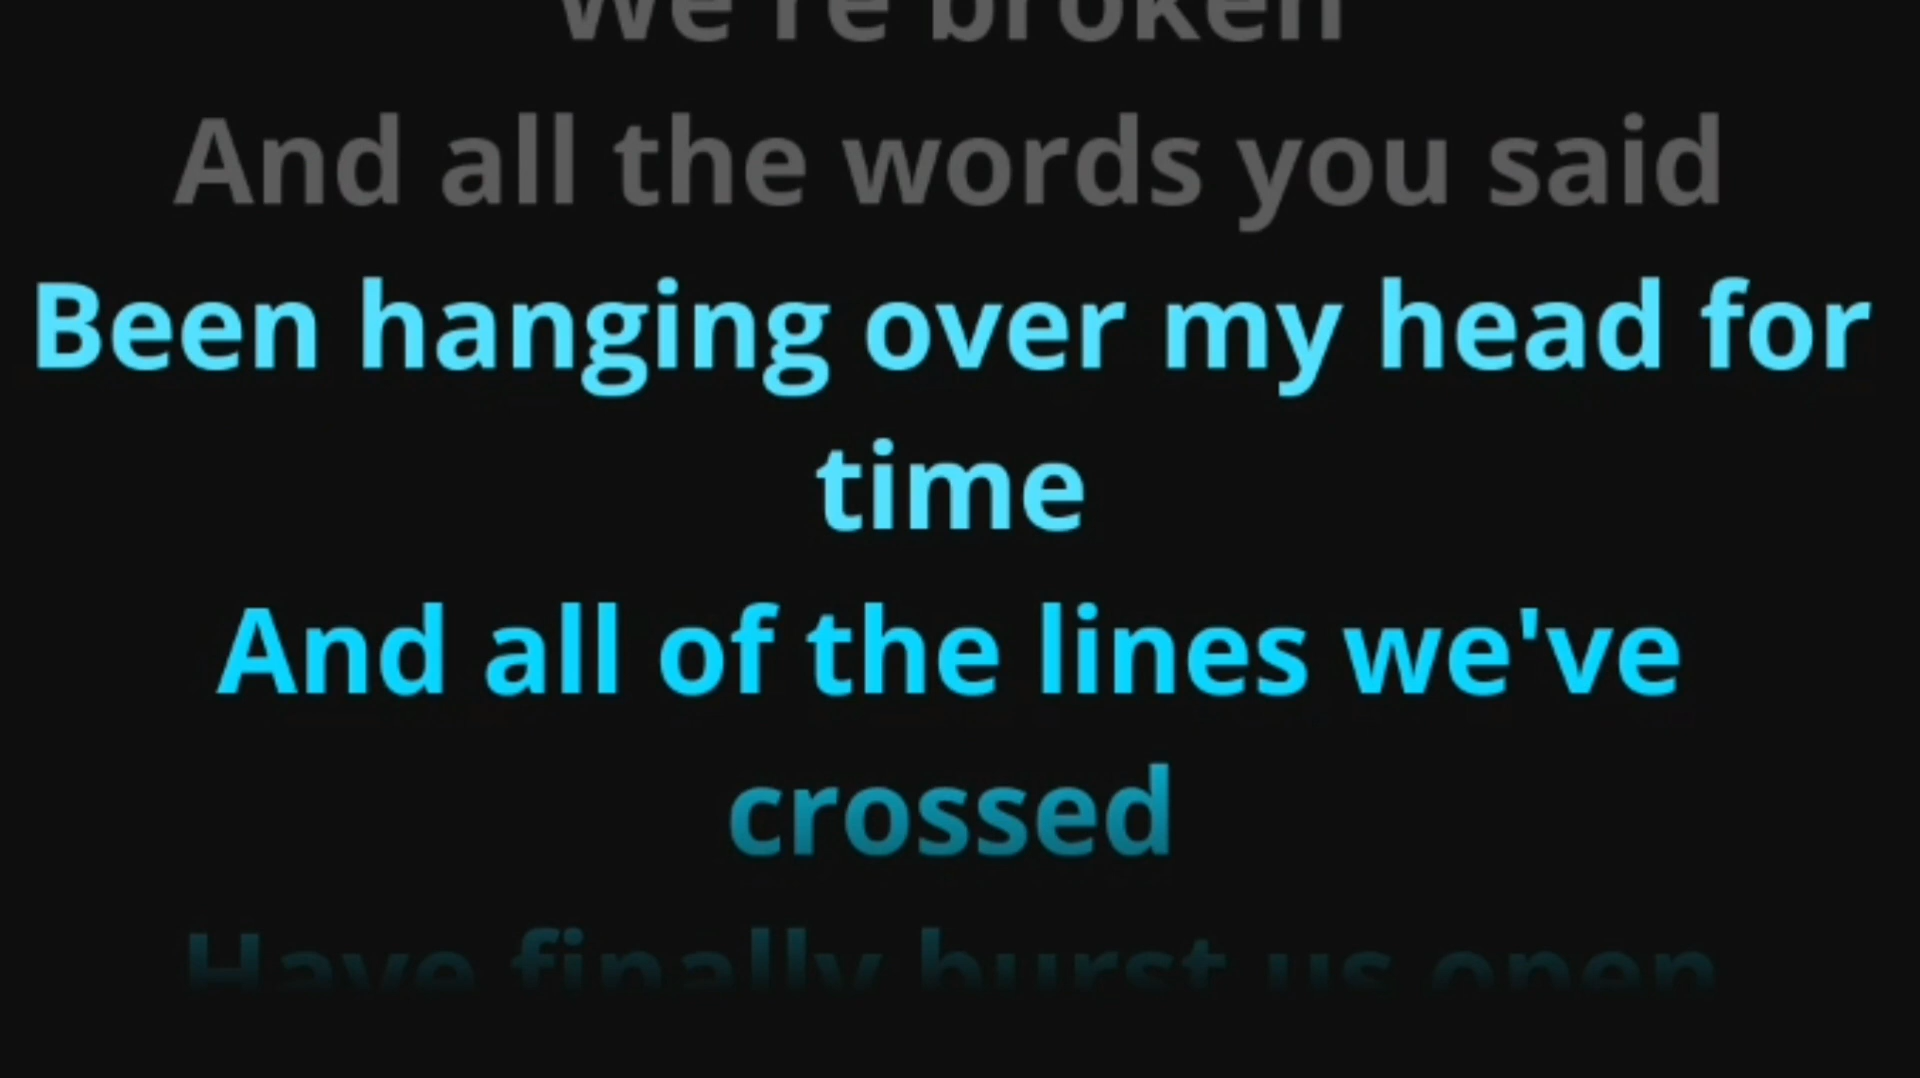 We're broken
And all the words you said
Been hanging over my head for
time
And all of the lines we've
crossed
Have finally burst us open